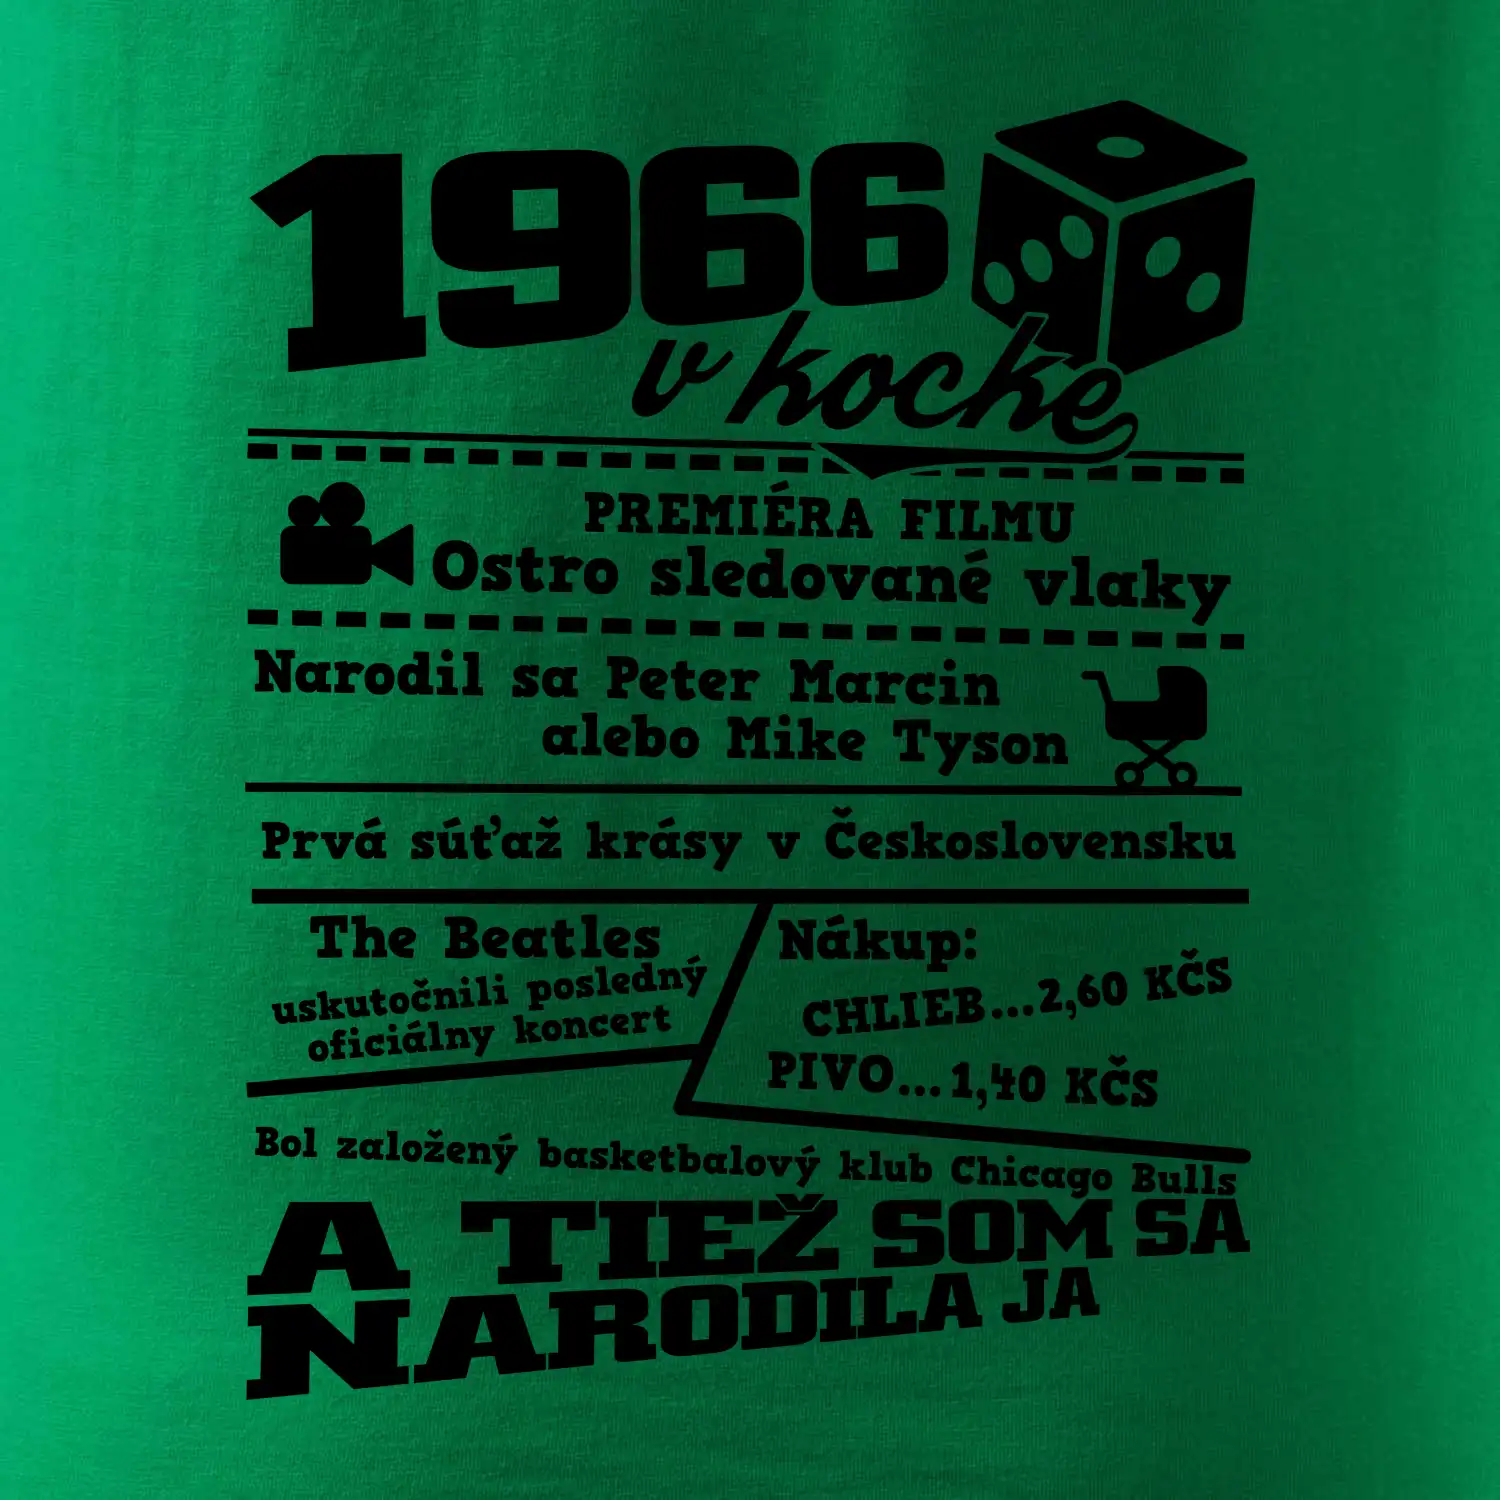 1966
v kocke
PREMIÉRA FILMU
Ostro sledované vlaky
Narodil sa Peter Marcin
alebo Mike Tyson
Prvá súťaž krásy v Československu
The Beatles
uskutočnili posledný
oficiálny koncert
Nákup:
CHLIEB...2,60 KČS
PIVO...1,40 KČS
Bol založený basketbalový klub Chicago Bulls
A TIEŽ SOM SA
NARODILA JA